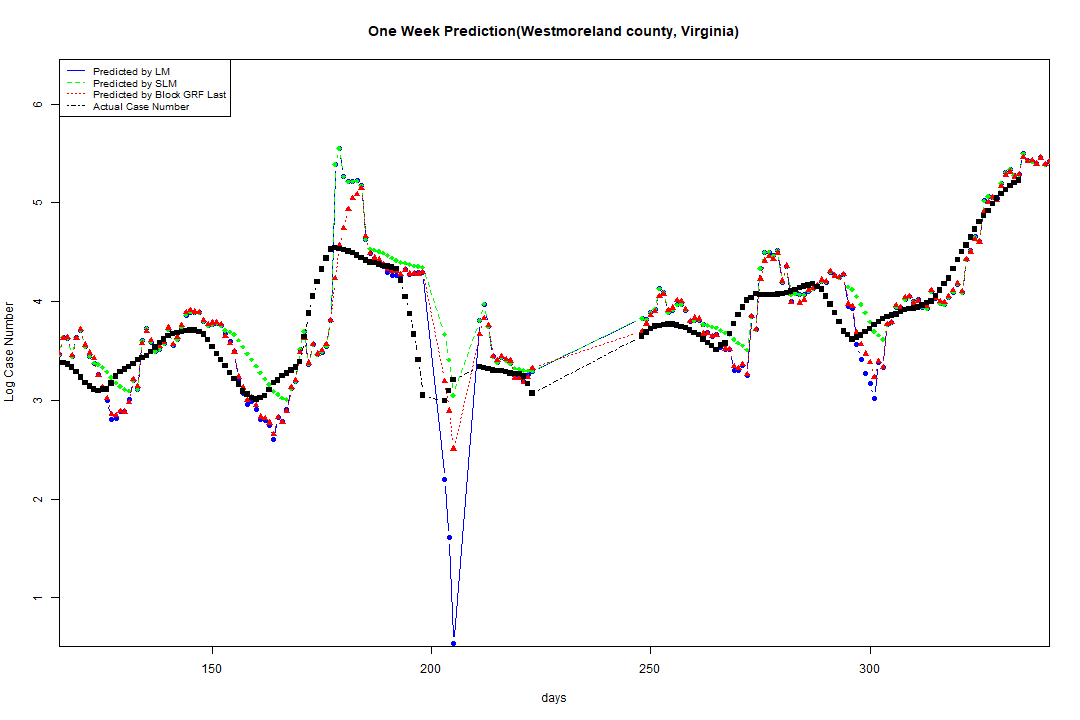 One Week Prediction(Westmoreland county, Virginia)
Predicted by LM
Predicted by SLM
Predicted by Block GRF Last
Actual Case Number
Log Case Number
6
5
4
3
2
1
150
200
250
300
days